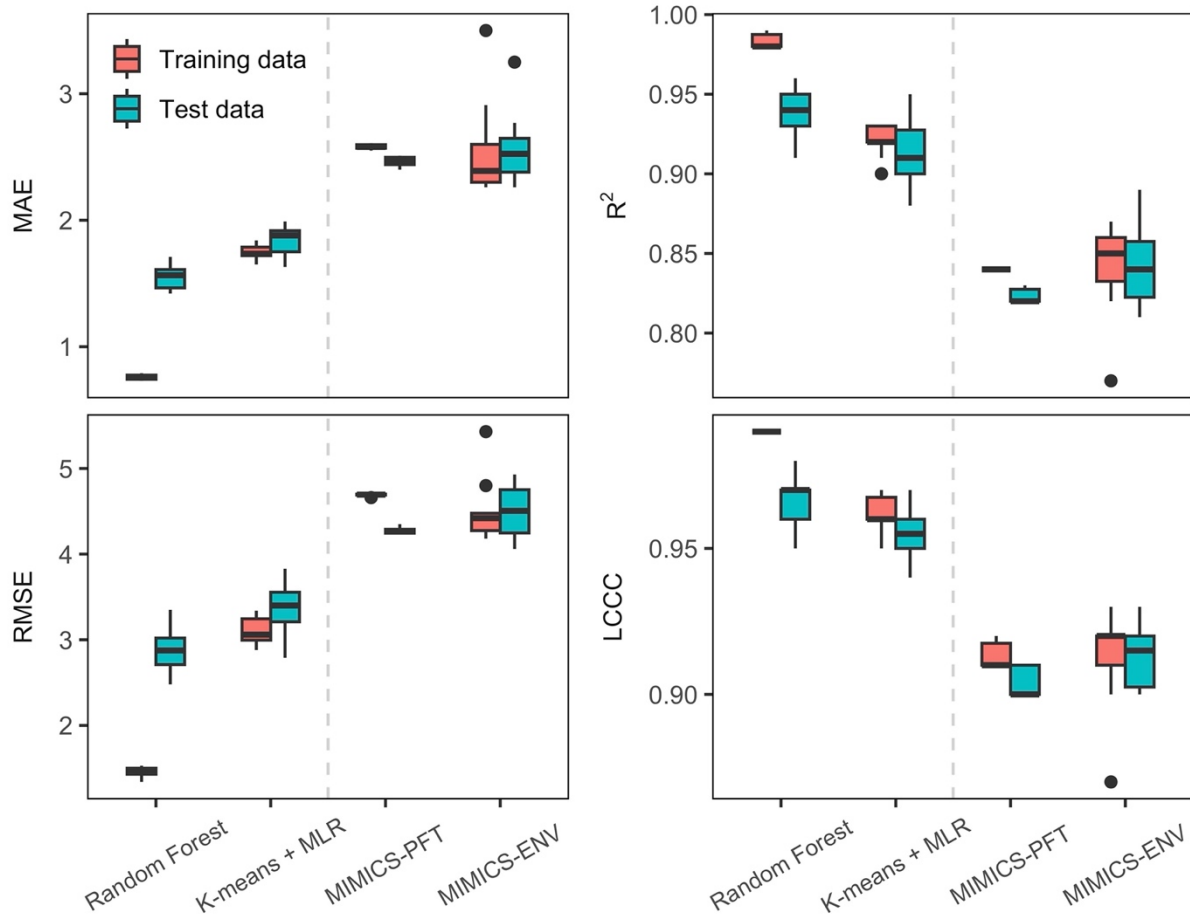 Training data
Test data
MAE
3
2
1
R2
1.00
0.95
0.90
0.85
0.80
RMSE
5
4
3
2
LCCC
0.95
0.90
Random Forest
K-means + MLR
MIMICS-PFT
MIMICS-ENV
Random Forest
K-means + MLR
MIMICS-PFT
MIMICS-ENV